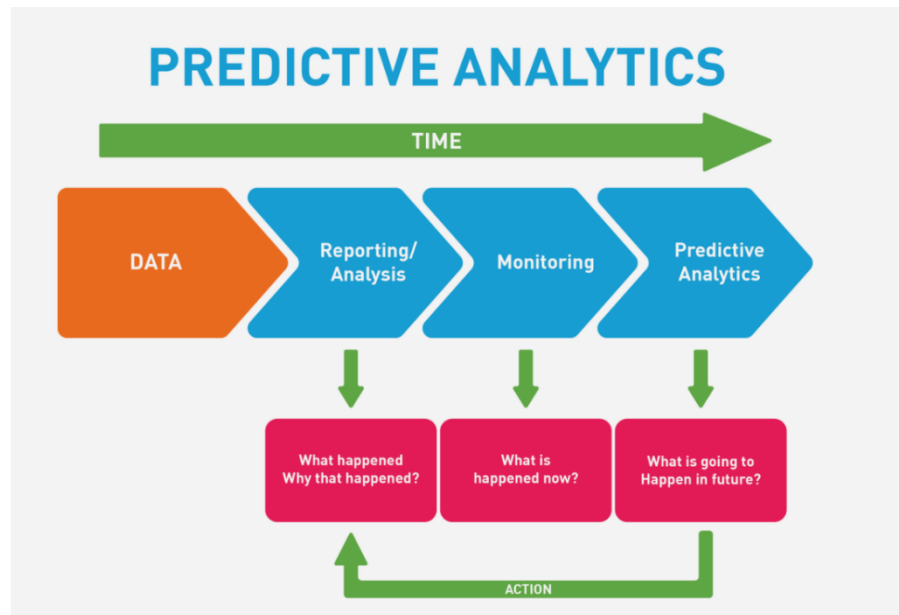 PREDICTIVE ANALYTICS
TIME
DATA
Reporting/
Analysis
Monitoring
Predictive
Analytics
What happened
Why that happened?
What is
happened now?
What is going to
Happen in future?
ACTION